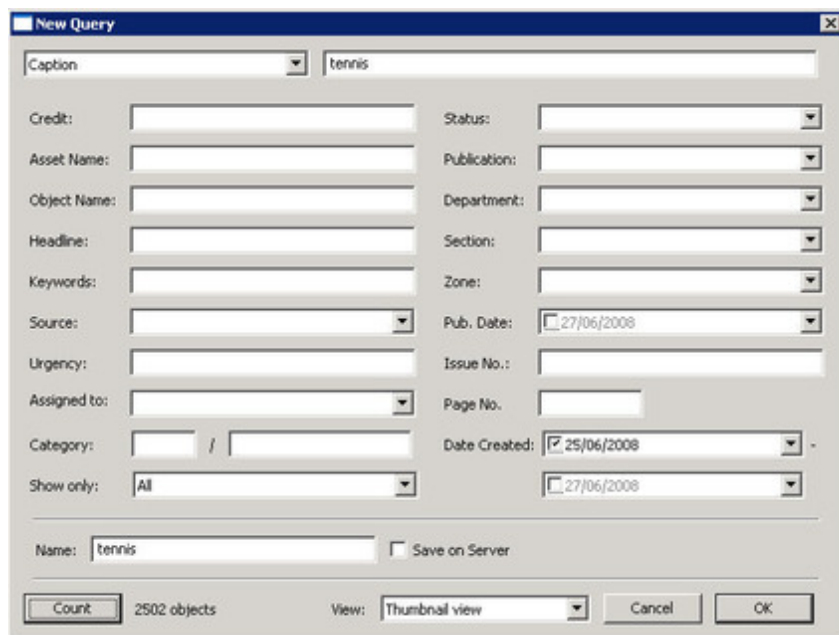 New Query
Caption tennis
Credit: Status:
Asset Name: Publication:
Object Name: Department:
Headline: Section:
Keywords: Zone:
Source: Pub. Date: 27/06/2008
Urgency: Issue No.:
Assigned to: Page No.
Category: / Date Created: 25/06/2008 -
Show only: All 27/06/2008
Name: tennis Save on Server
Count 2502 objects View: Thumbnail view Cancel OK